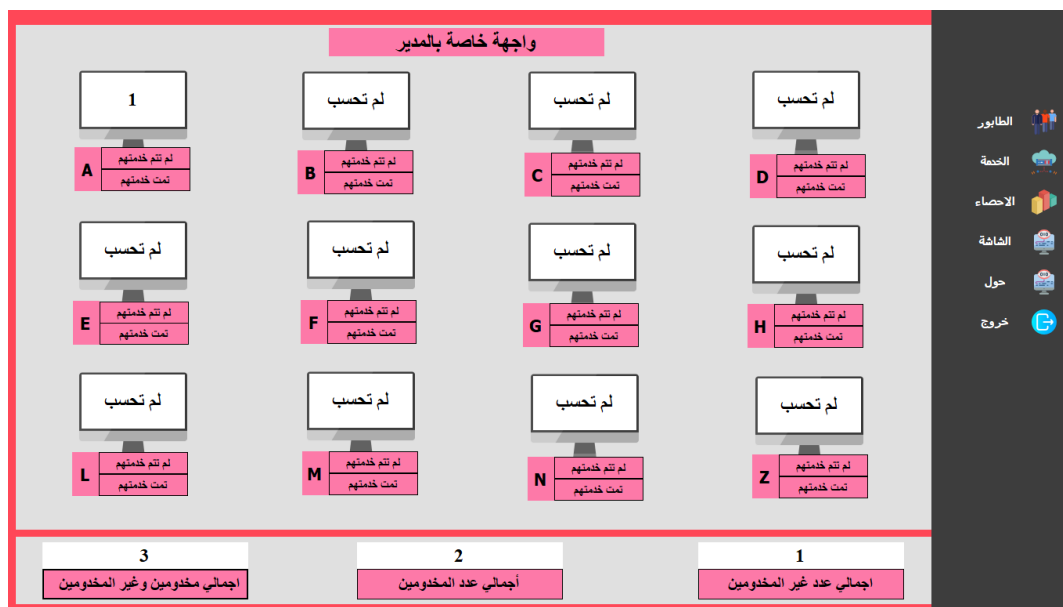 واجهة خاصة بالمدير
الطابور
الخدمة
الاحصاء
الشاشة
حول
خروج
لم تحسب
لم تتم خدمتهم
تمت خدمتهم
D
لم تحسب
لم تتم خدمتهم
تمت خدمتهم
C
لم تحسب
لم تتم خدمتهم
تمت خدمتهم
B
1
لم تتم خدمتهم
تمت خدمتهم
A
لم تحسب
لم تتم خدمتهم
تمت خدمتهم
H
لم تحسب
لم تتم خدمتهم
تمت خدمتهم
G
لم تحسب
لم تتم خدمتهم
تمت خدمتهم
F
لم تحسب
لم تتم خدمتهم
تمت خدمتهم
E
لم تحسب
لم تتم خدمتهم
تمت خدمتهم
Z
لم تحسب
لم تتم خدمتهم
تمت خدمتهم
N
لم تحسب
لم تتم خدمتهم
تمت خدمتهم
M
لم تحسب
لم تتم خدمتهم
تمت خدمتهم
L
1
اجمالي عدد غير المخدومين
2
أجمالي عدد المخدومين
3
اجمالي مخدومين وغير المخدومين